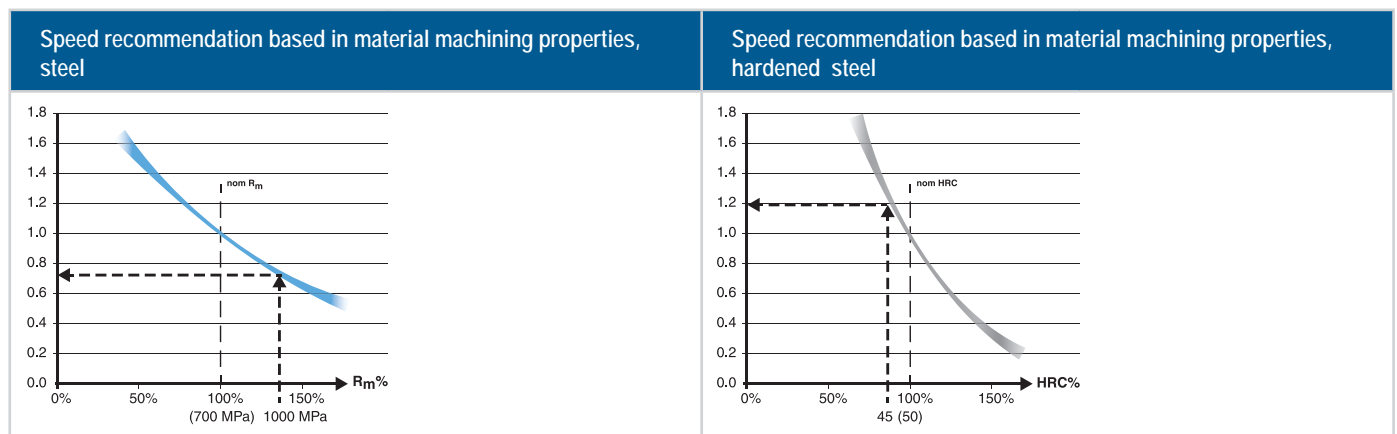 Speed recommendation based in material machining properties,
steel
1.8
1.6
1.4
1.2
1.0
0.8
0.6
0.4
0.2
0.0
nom Rm
Rm%
0% 50% 100% 150%
(700 MPa) 1000 MPa
Speed recommendation based in material machining properties,
hardened steel
1.8
1.6
1.4
1.2
1.0
0.8
0.6
0.4
0.2
0.0
nom HRC
HRC%
0% 50% 100% 150%
45 (50)